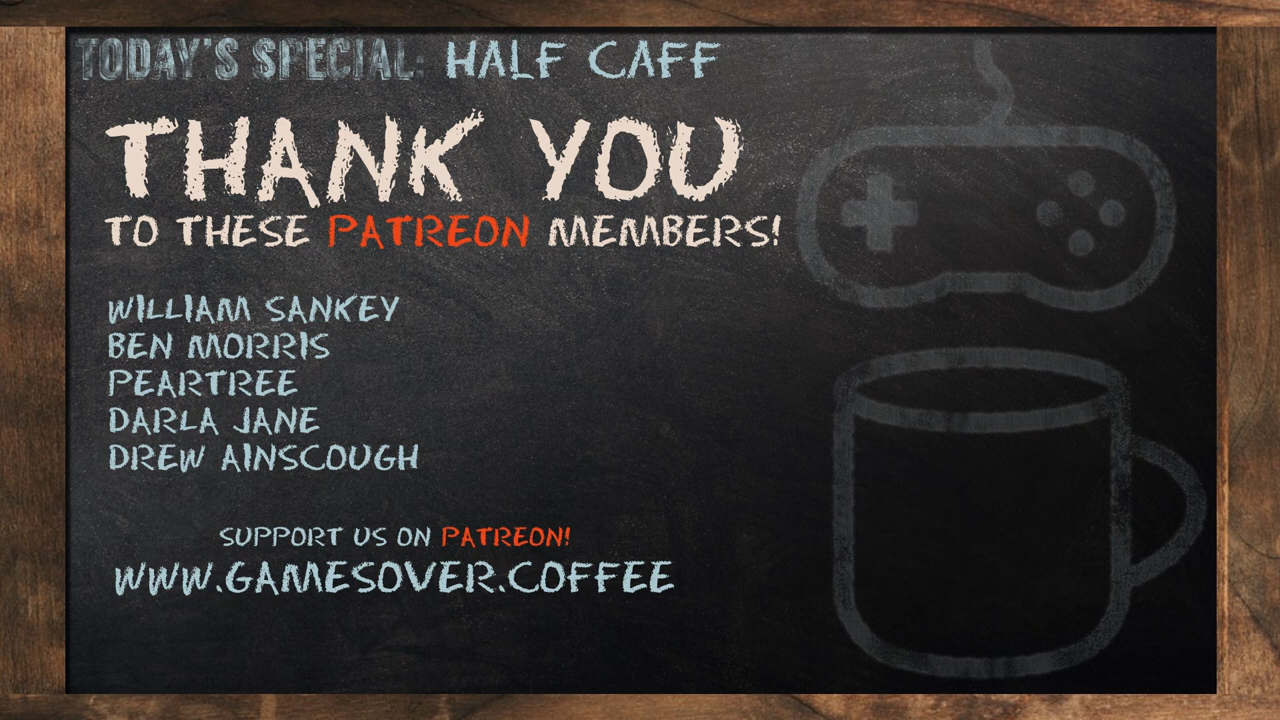 TODAY'S SPECIAL: HALF CAFF
THANK YOU
TO THESE PATREON MEMBERS!
WILLIAM SANKEY
BEN MORRIS
PEARTREE
DARLA JANE
DREW AINSCOUGH
SUPPORT US ON PATREON!
WWW.GAMESOVER.COFFEE